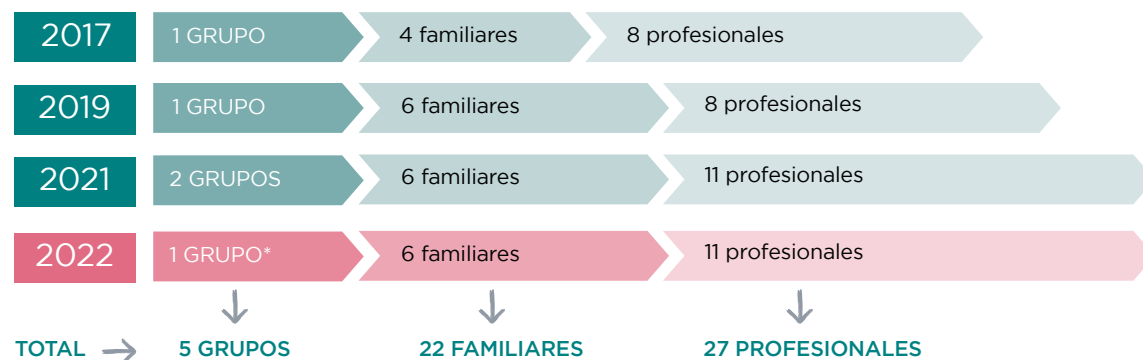 2017 1 GRUPO 4 familiares 8 profesionales
2019 1 GRUPO 6 familiares 8 profesionales
2021 2 GRUPOS 6 familiares 11 profesionales
2022 1 GRUPO* 6 familiares 11 profesionales
TOTAL 5 GRUPOS 22 FAMILIARES 27 PROFESIONALES